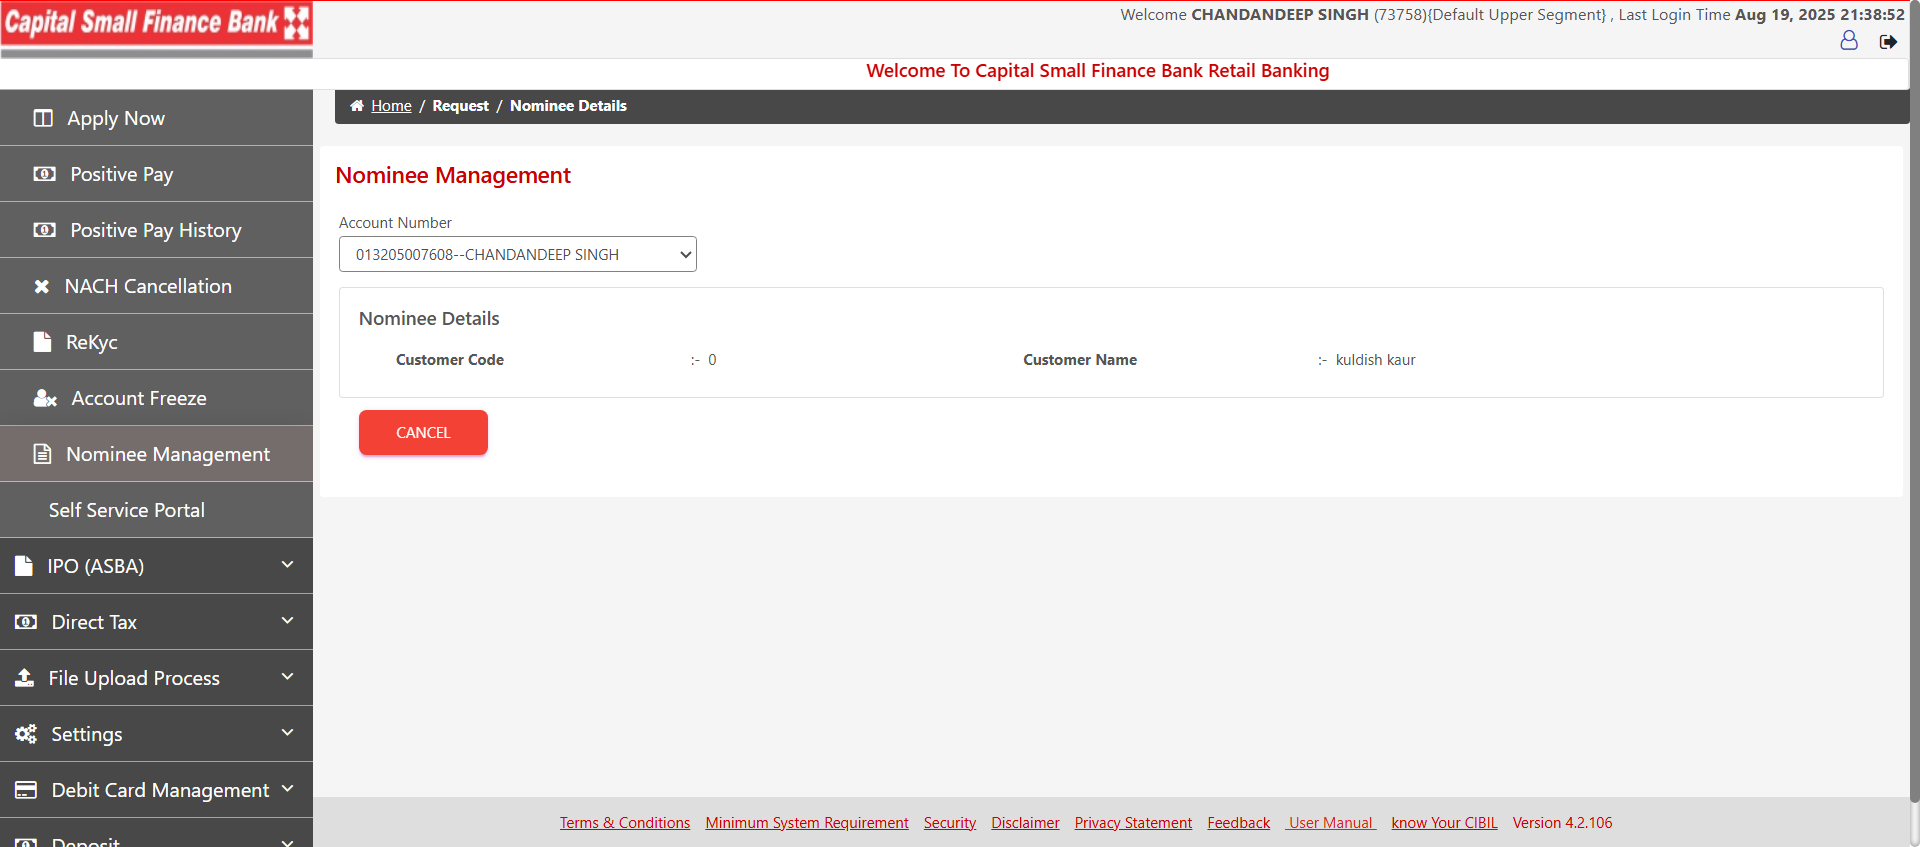 Capital Small Finance Bank
Welcome CHANDANDEEP SINGH (73758){Default Upper Segment} , Last Login Time Aug 19, 2025 21:38:52
Welcome To Capital Small Finance Bank Retail Banking
Home / Request / Nominee Details
Apply Now
Positive Pay
Positive Pay History
NACH Cancellation
ReKyc
Account Freeze
Nominee Management
Self Service Portal
IPO (ASBA)
Direct Tax
File Upload Process
Settings
Debit Card Management
Deposit
Nominee Management
Account Number
013205007608--CHANDANDEEP SINGH
Nominee Details
Customer Code :- 0 Customer Name :- kuldish kaur
CANCEL
Terms & Conditions Minimum System Requirement Security Disclaimer Privacy Statement Feedback User Manual know Your CIBIL Version 4.2.106